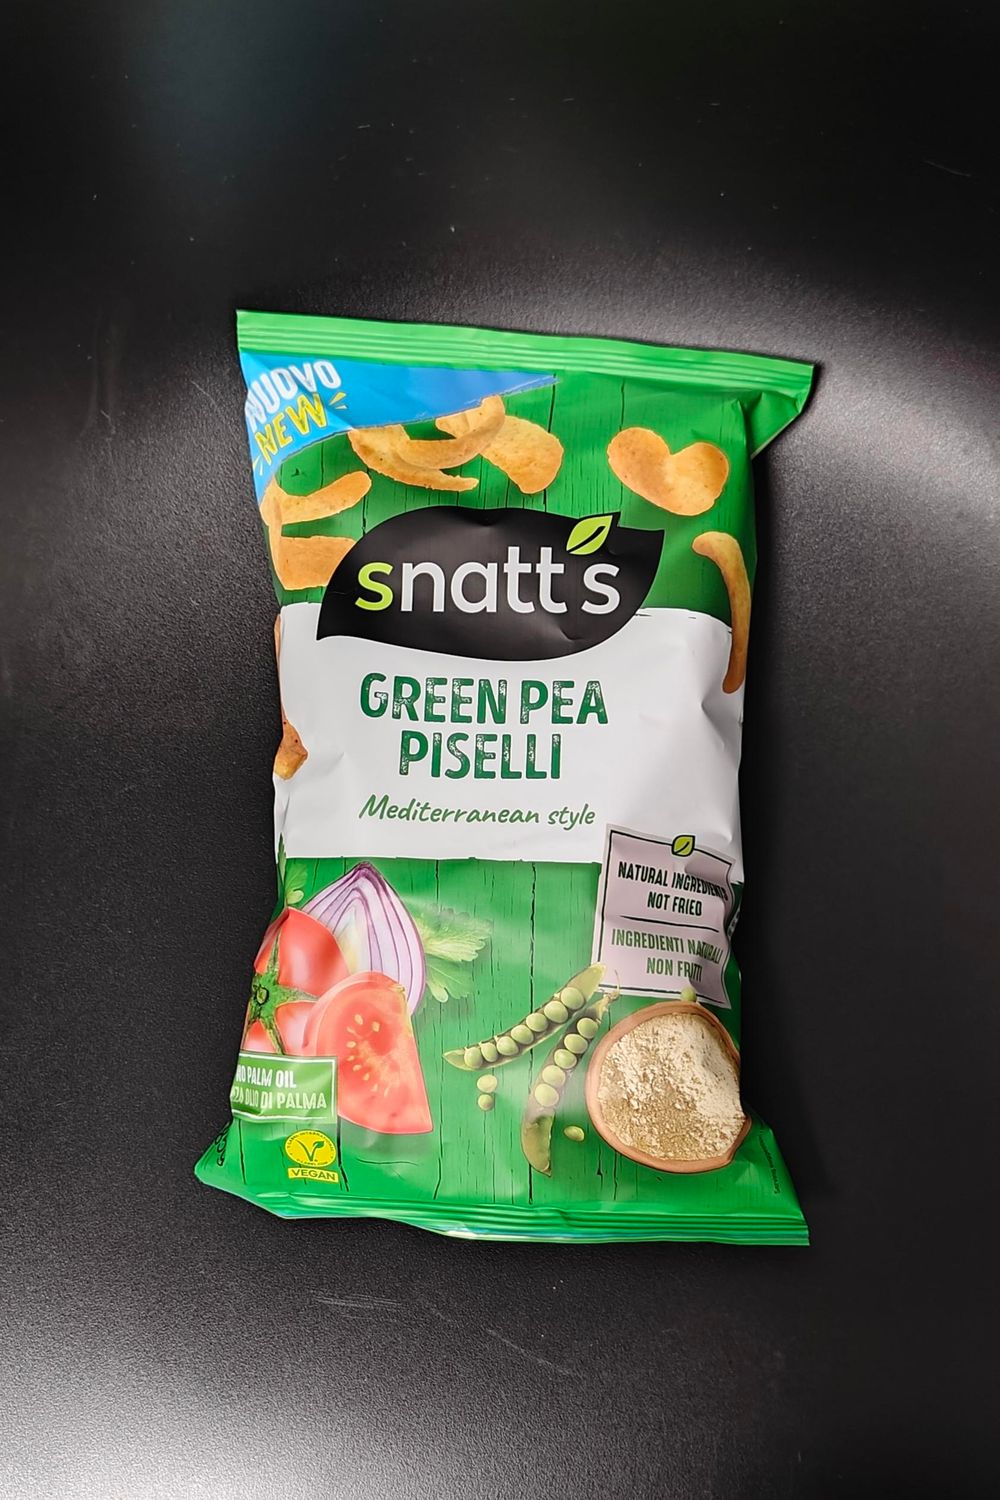 NUOVO
NEW
snatt's
GREEN PEA
PISELLI
Mediterranean style
NATURAL INGREDIENTS
NOT FRIED
INGREDIENTI NATURALI
NON FRITTI
NO PALM OIL
OLIO DI PALMA
VEGAN